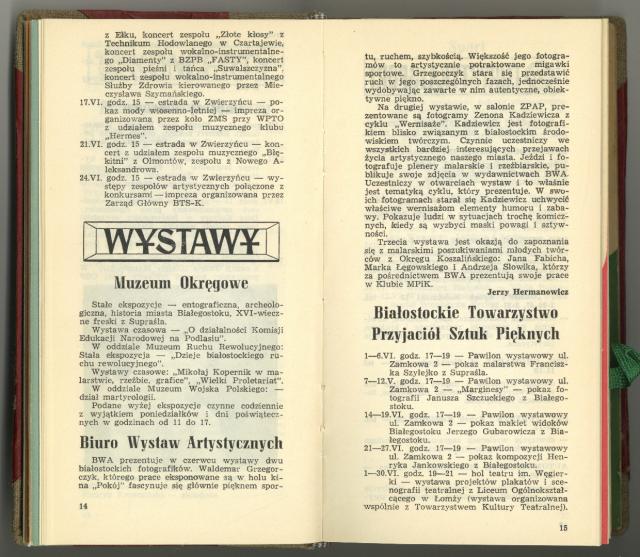 z Ełku, koncert zespołu „Złote kłosy" z
Technikum Hodowlanego w Czartajewie,
koncert zespołu wokalno-instrumentalne-
go „Diamenty" z BZPB „FASTY", koncert
zespołu pieśni i tańca „Suwalszczyzna",
koncert zespołu wokalno-instrumentalnego
Służby Zdrowia kierowanego przez Mie-
czysława Szymańskiego.
17.VI. godz. 15 — estrada w Zwierzyńcu — po-
kaz mody wiosenno-letniej — impreza or-
ganizowana przez koło ZMS przy WPTO
z udziałem zespołu muzycznego klubu
„Hermes".
21.VI. godz. 15 — estrada w Zwierzyńcu — kon-
cert z udziałem zespołu muzycznego „Błę-
kitni" z Olmontów, zespołu z Nowego A-
leksandrowa.
24.VI. godz. 15 — estrada w Zwierzyńcu — wy-
stępy zespołów artystycznych połączone z
konkursami — impreza organizowana przez
Zarząd Główny BTS-K.
WYSTAWY
Muzeum Okręgowe
Stałe ekspozycje — entograficzna, archeolo-
giczna, historia miasta Białegostoku, XVI-wiecz-
ne freski z Supraśla.
Wystawa czasowa — „O działalności Komisji
Edukacji Narodowej na Podlasiu".
W oddziale Muzeum Ruchu Rewolucyjnego:
Stała ekspozycja — „Dzieje białostockiego ru-
chu rewolucyjnego".
Wystawy czasowe: „Mikołaj Kopernik w ma-
larstwie, rzeźbie, grafice", „Wielki Proletariat".
W oddziale Muzeum Wojska Polskiego: —
dział martyrologii.
Podane wyżej ekspozycje czynne codziennie
z wyjątkiem poniedziałków i dni poświątecz-
nych w godzinach od 11 do 17.
Biuro Wystaw Artystycznych
BWA prezentuje w czerwcu wystawy dwu
białostockich fotografików. Waldemar Grzegor-
czyk, którego prace eksponowane są w holu ki-
na „Pokój" fascynuje się głównie pięknem spor-
14
tu, ruchem, szybkością. Większość jego fotogra-
mów to artystycznie potraktowane migawki
sportowe. Grzegorczyk stara się przedstawić
ruch w jego poszczególnych fazach, jednocześnie
wydobywając zawarte w nim autentyczne, obiek-
tywne piękno.
Na drugiej wystawie, w salonie ZPAP, pre-
zentowane są fotogramy Zenona Kadziewicza z
cyklu „Wernisaże". Kadziewicz jest fotograf-
fikiem blisko związanym z białostockim środo-
wiskiem twórczym. Czynnie uczestniczy we
wszystkich bardziej interesujących przejawach
życia artystycznego naszego miasta. Jeździ i fo-
tografuje plenery malarskie i rzeźbiarskie, pu-
blikuje swoje zdjęcia w wydawnictwach BWA.
Uczestniczy w otwarciach wystaw i to właśnie
jest tematyką cyklu, który prezentuje. W swo-
ich fotogramach starał się Kadziewicz uchwycić
właściwe wernisażom elementy humoru i zaba-
wy. Pokazuje ludzi w sytuacjach trochę komicz-
nych, kiedy są wyzbyci maski powagi i sztyw-
ności.
Trzecia wystawa jest okazją do zapoznania
się z malarskimi poszukiwaniami młodych twór-
ców z Okręgu Koszalińskiego: Jana Fabicha,
Marka Łęgowskiego i Andrzeja Słowika, którzy
za pośrednictwem BWA prezentują swoje prace
w Klubie MPiK.
Jerzy Hermanowicz
Białostockie Towarzystwo
Przyjaciół Sztuk Pięknych
1—6.VI. godz. 17—19 — Pawilon wystawowy ul.
Zamkowa 2 — pokaz malarstwa Francisz-
ka Szylejko z Supraśla.
7—12.V. godz. 17—19 — Pawilon wystawowy ul.
Zamkowa 2 — „Marginesy" — pokaz fo-
tografii Janusza Szczuckiego z Białego-
stoku.
14—19.VI. godz. 17—19 — Pawilon wystawowy
ul. Zamkowa 2 — pokaz makiet widoków
Białegostoku Jerzego Gubarowicza z Bia-
łegostoku.
21—27.VI. godz. 17—19 — Pawilon wystawowy
ul. Zamkowa 2 — pokaz kompozycji Hen-
ryka Jankowskiego z Białegostoku.
1—30.VI. godz. 19—21 — hol teatru im. Węgier-
ki — wystawa projektów plakatów i sce-
nografii teatralnej z Liceum Ogólnokształ-
cącego w Łomży (wystawa organizowana
wspólnie z Towarzystwem Kultury Teatralnej).
15